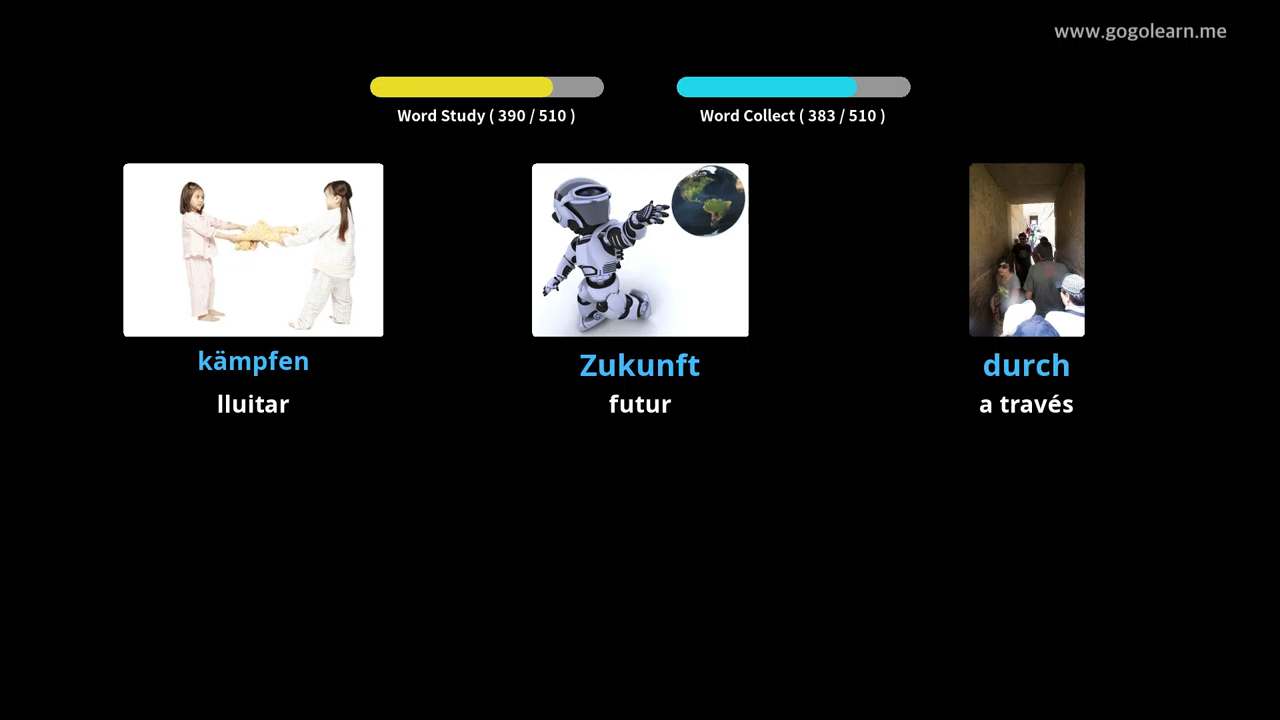 www.gogolearn.me
Word Study ( 390 / 510 )
Word Collect ( 383 / 510 )
kämpfen
lluitar
Zukunft
futur
durch
a través